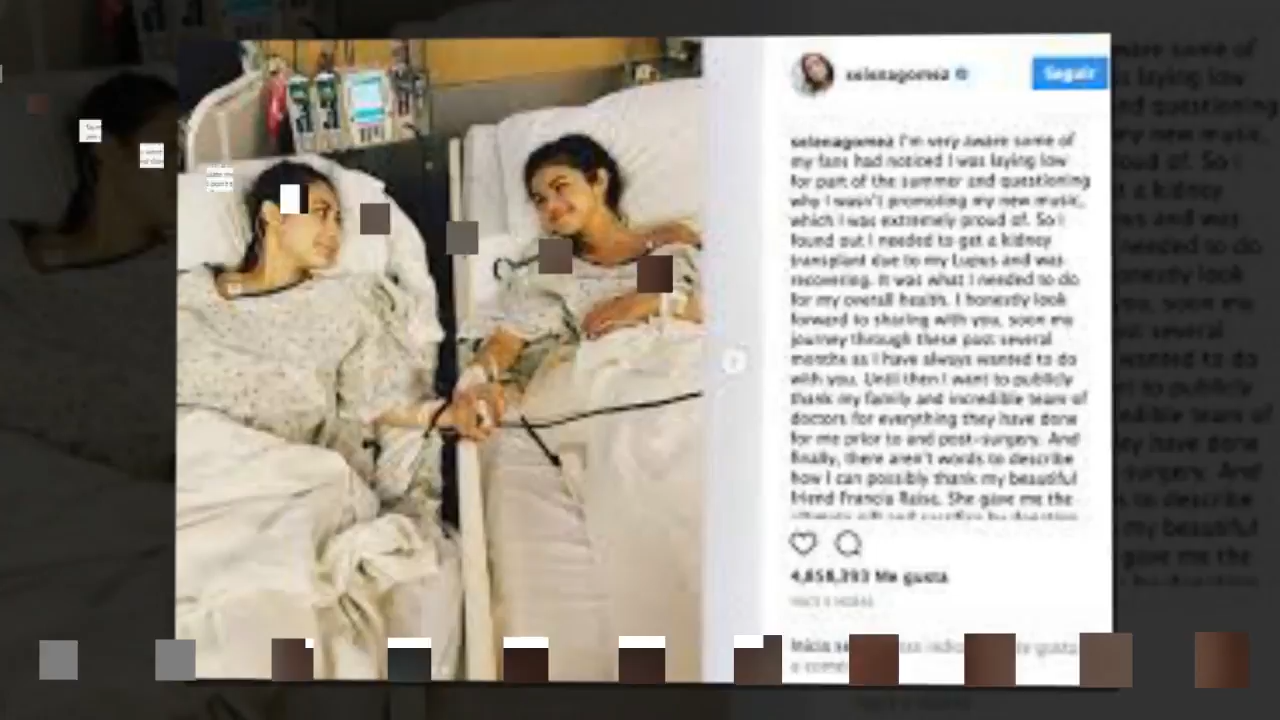 selenagomez
Seguir
selenagomez I'm very aware some of
my fans had noticed I was laying low
for part of the summer and questioning
why I wasn't promoting my new music,
which I was extremely proud of. So I
found out I needed to get a kidney
transplant due to my Lupus and was
recovering. It was what I needed to do
for my overall health. I honestly look
forward to sharing with you, soon my
journey through these past several
months as I have always wanted to do
with you. Until then I want to publicly
thank my family and incredible team of
doctors for everything they have done
for me prior to and post-surgery. And
finally, there aren't words to describe
how I can possibly thank my beautiful
friend Francia Raisa. She gave me the
4,858,393 Me gusta
Inicia